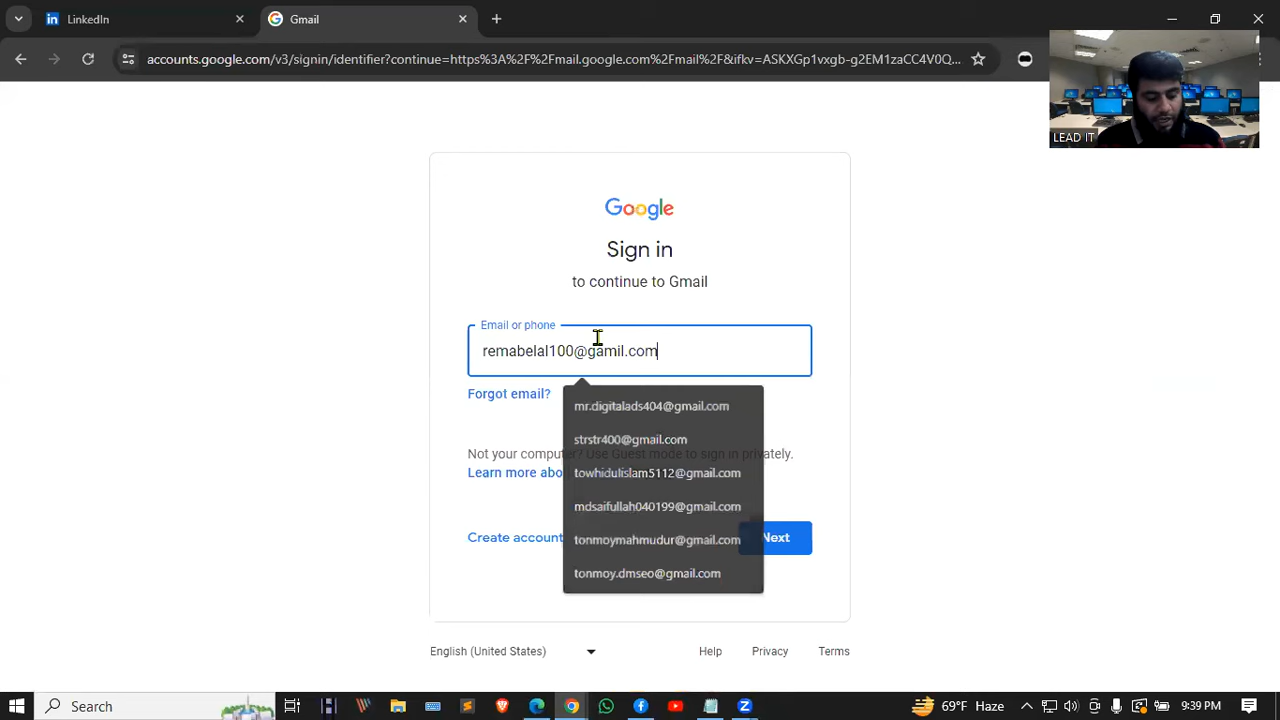 LinkedIn
Gmail
accounts.google.com/v3/signin/identifier?continue=https%3A%2F%2Fmail.google.com%2Fmail%2F&ifkv=ASKXGp1vxgb-g2EM1zaCC4V0Q...
LEAD IT
Google
Sign in
to continue to Gmail
Email or phone
remabelal100@gamil.com
Forgot email?
mr.digitalads404@gmail.com
strstr400@gmail.com
Not your computer? Use Guest mode to sign in privately.
Learn more abo
towhidulislam5112@gmail.com
mdsaifullah040199@gmail.com
Create account
tonmoymahmudur@gmail.com
Next
tonmoy.dmseo@gmail.com
English (United States)
Help
Privacy
Terms
Search
69°F Haze
9:39 PM